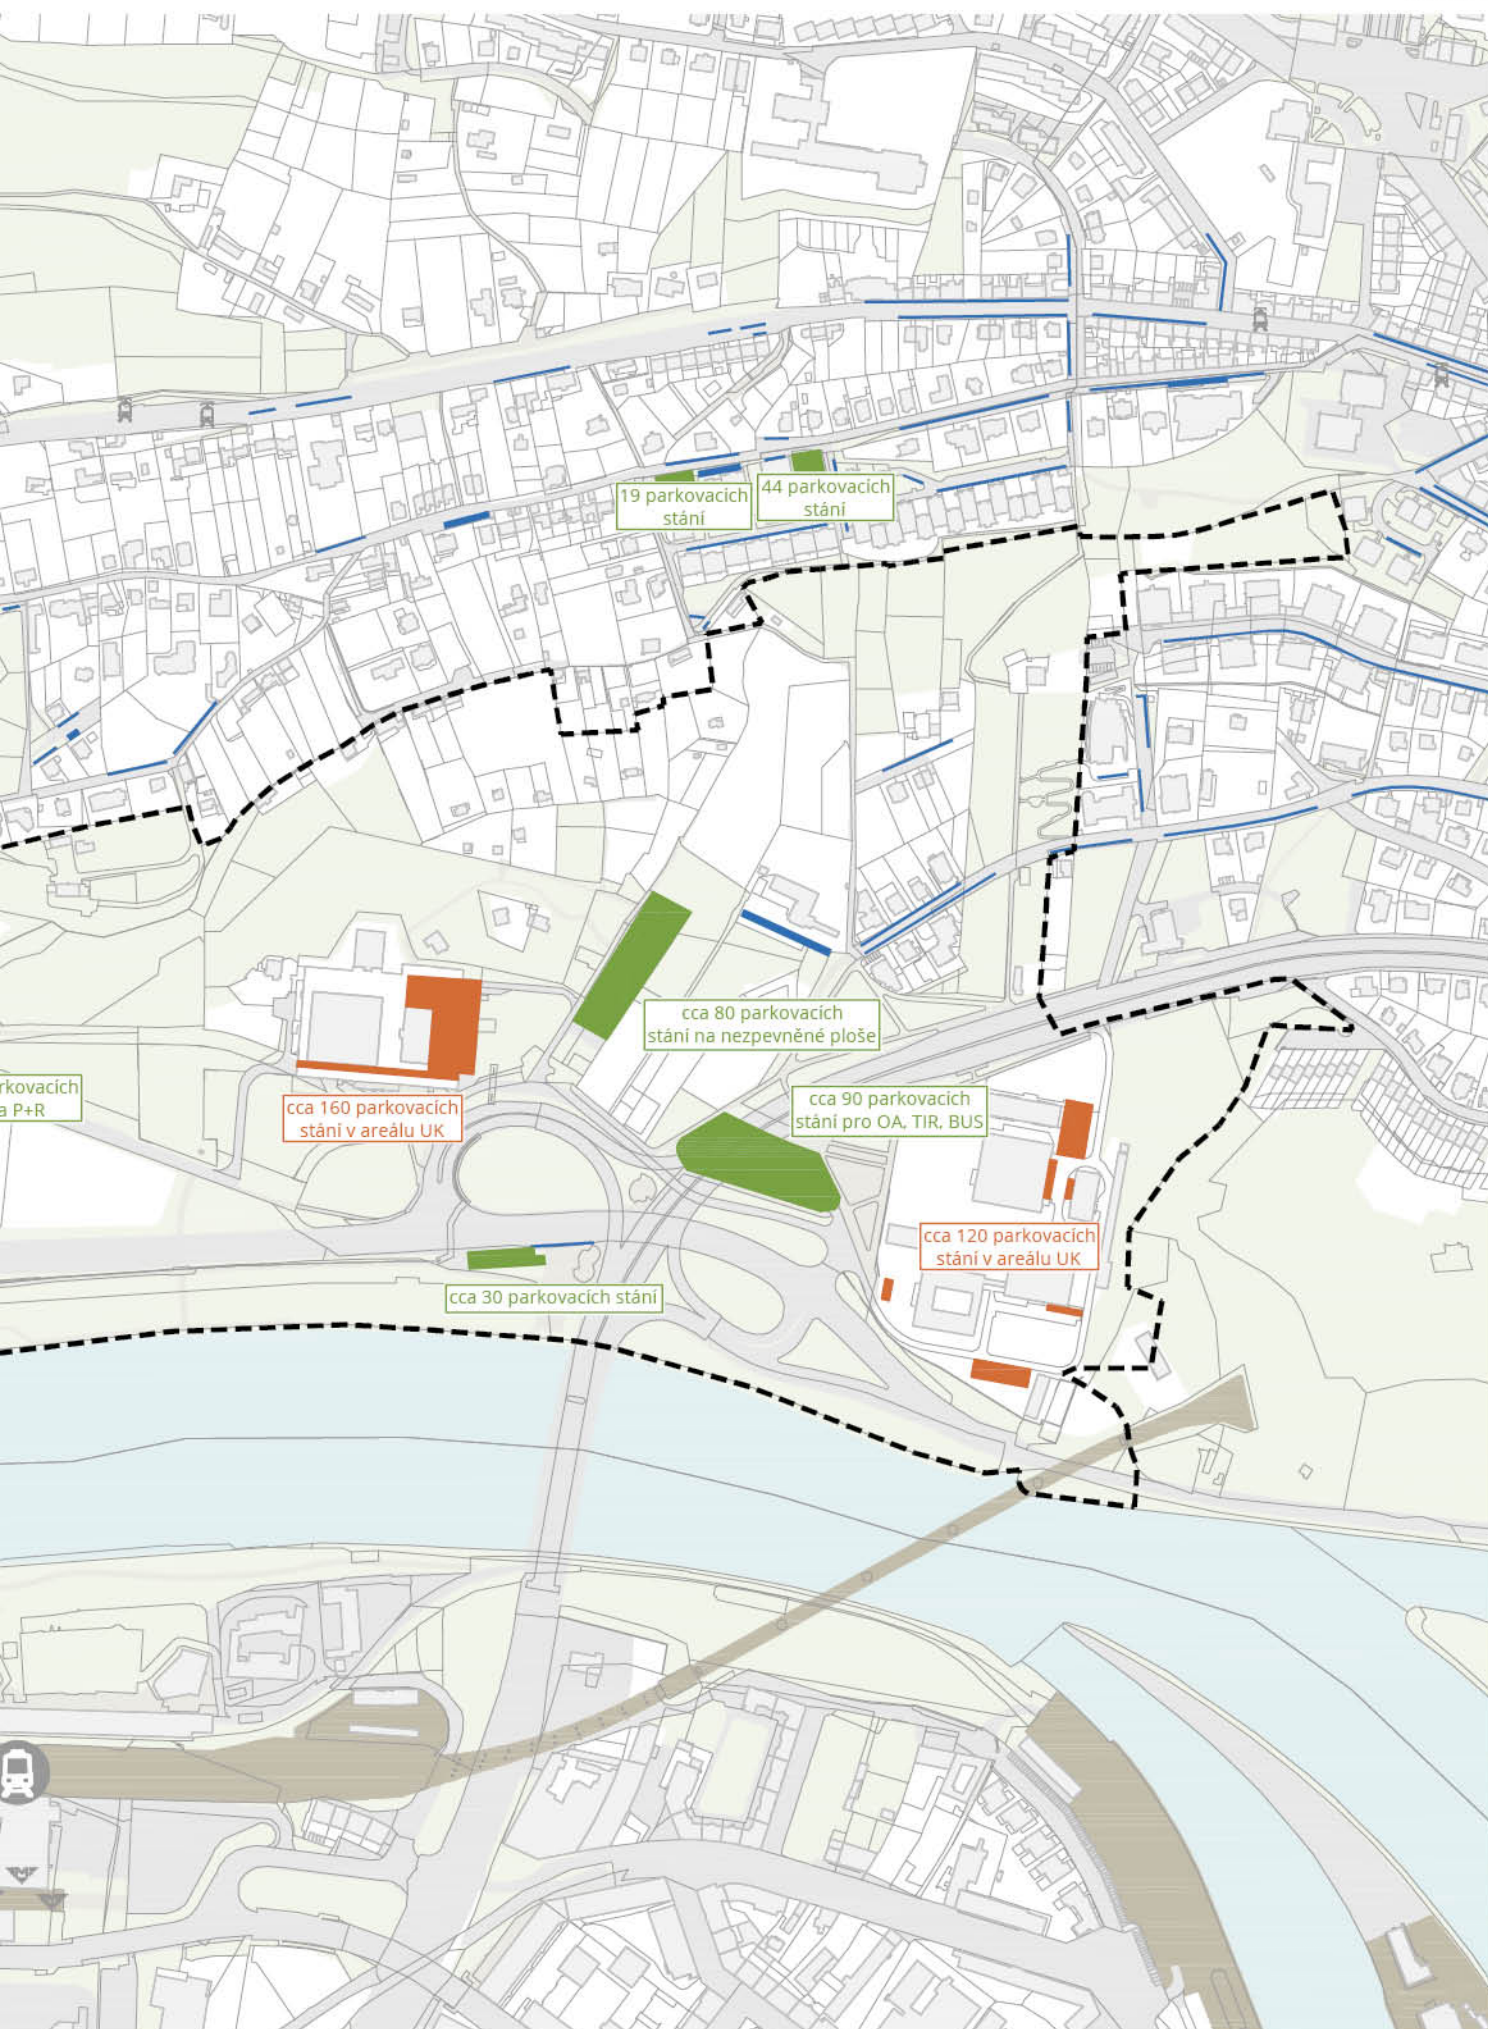 19 parkovacích
stání
44 parkovacích
stání
cca 80 parkovacích
stání na nezpevněné ploše
rkovacích
a P+R
cca 160 parkovacích
stání v areálu UK
cca 90 parkovacích
stání pro OA, TIR, BUS
cca 120 parkovacích
stání v areálu UK
cca 30 parkovacích stání